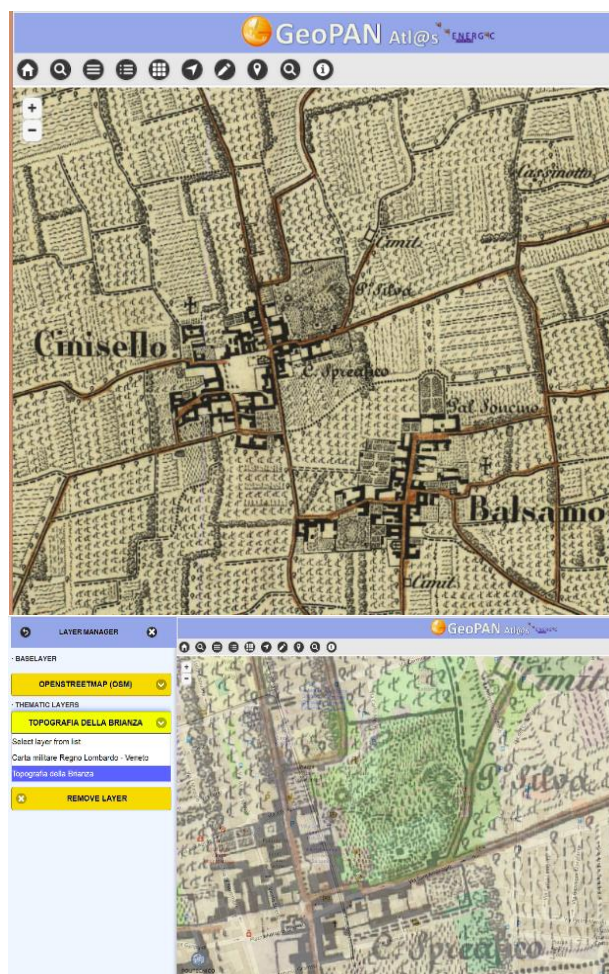 GeoPAN Atl@s ENERGIC
+
−
Cassinotto
Cimit.
P.º Silva
Cinisello
C. Spreafico
Pal. Soncino
Balsamo
Cimit.
LAYER MANAGER
- BASELAYER
OPENSTREETMAP (OSM)
- THEMATIC LAYERS
TOPOGRAFIA DELLA BRIANZA
Select layer from list
Carta militare Regno Lombardo - Veneto
Topografia della Brianza
REMOVE LAYER
GeoPAN Atl@s
+
−
Cimit.
P.º Silva
C. Spreafico